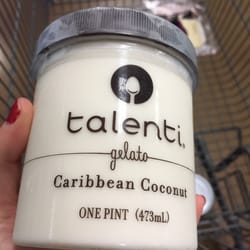 talenti®
gelato
Caribbean Coconut
ONE PINT (473mL)